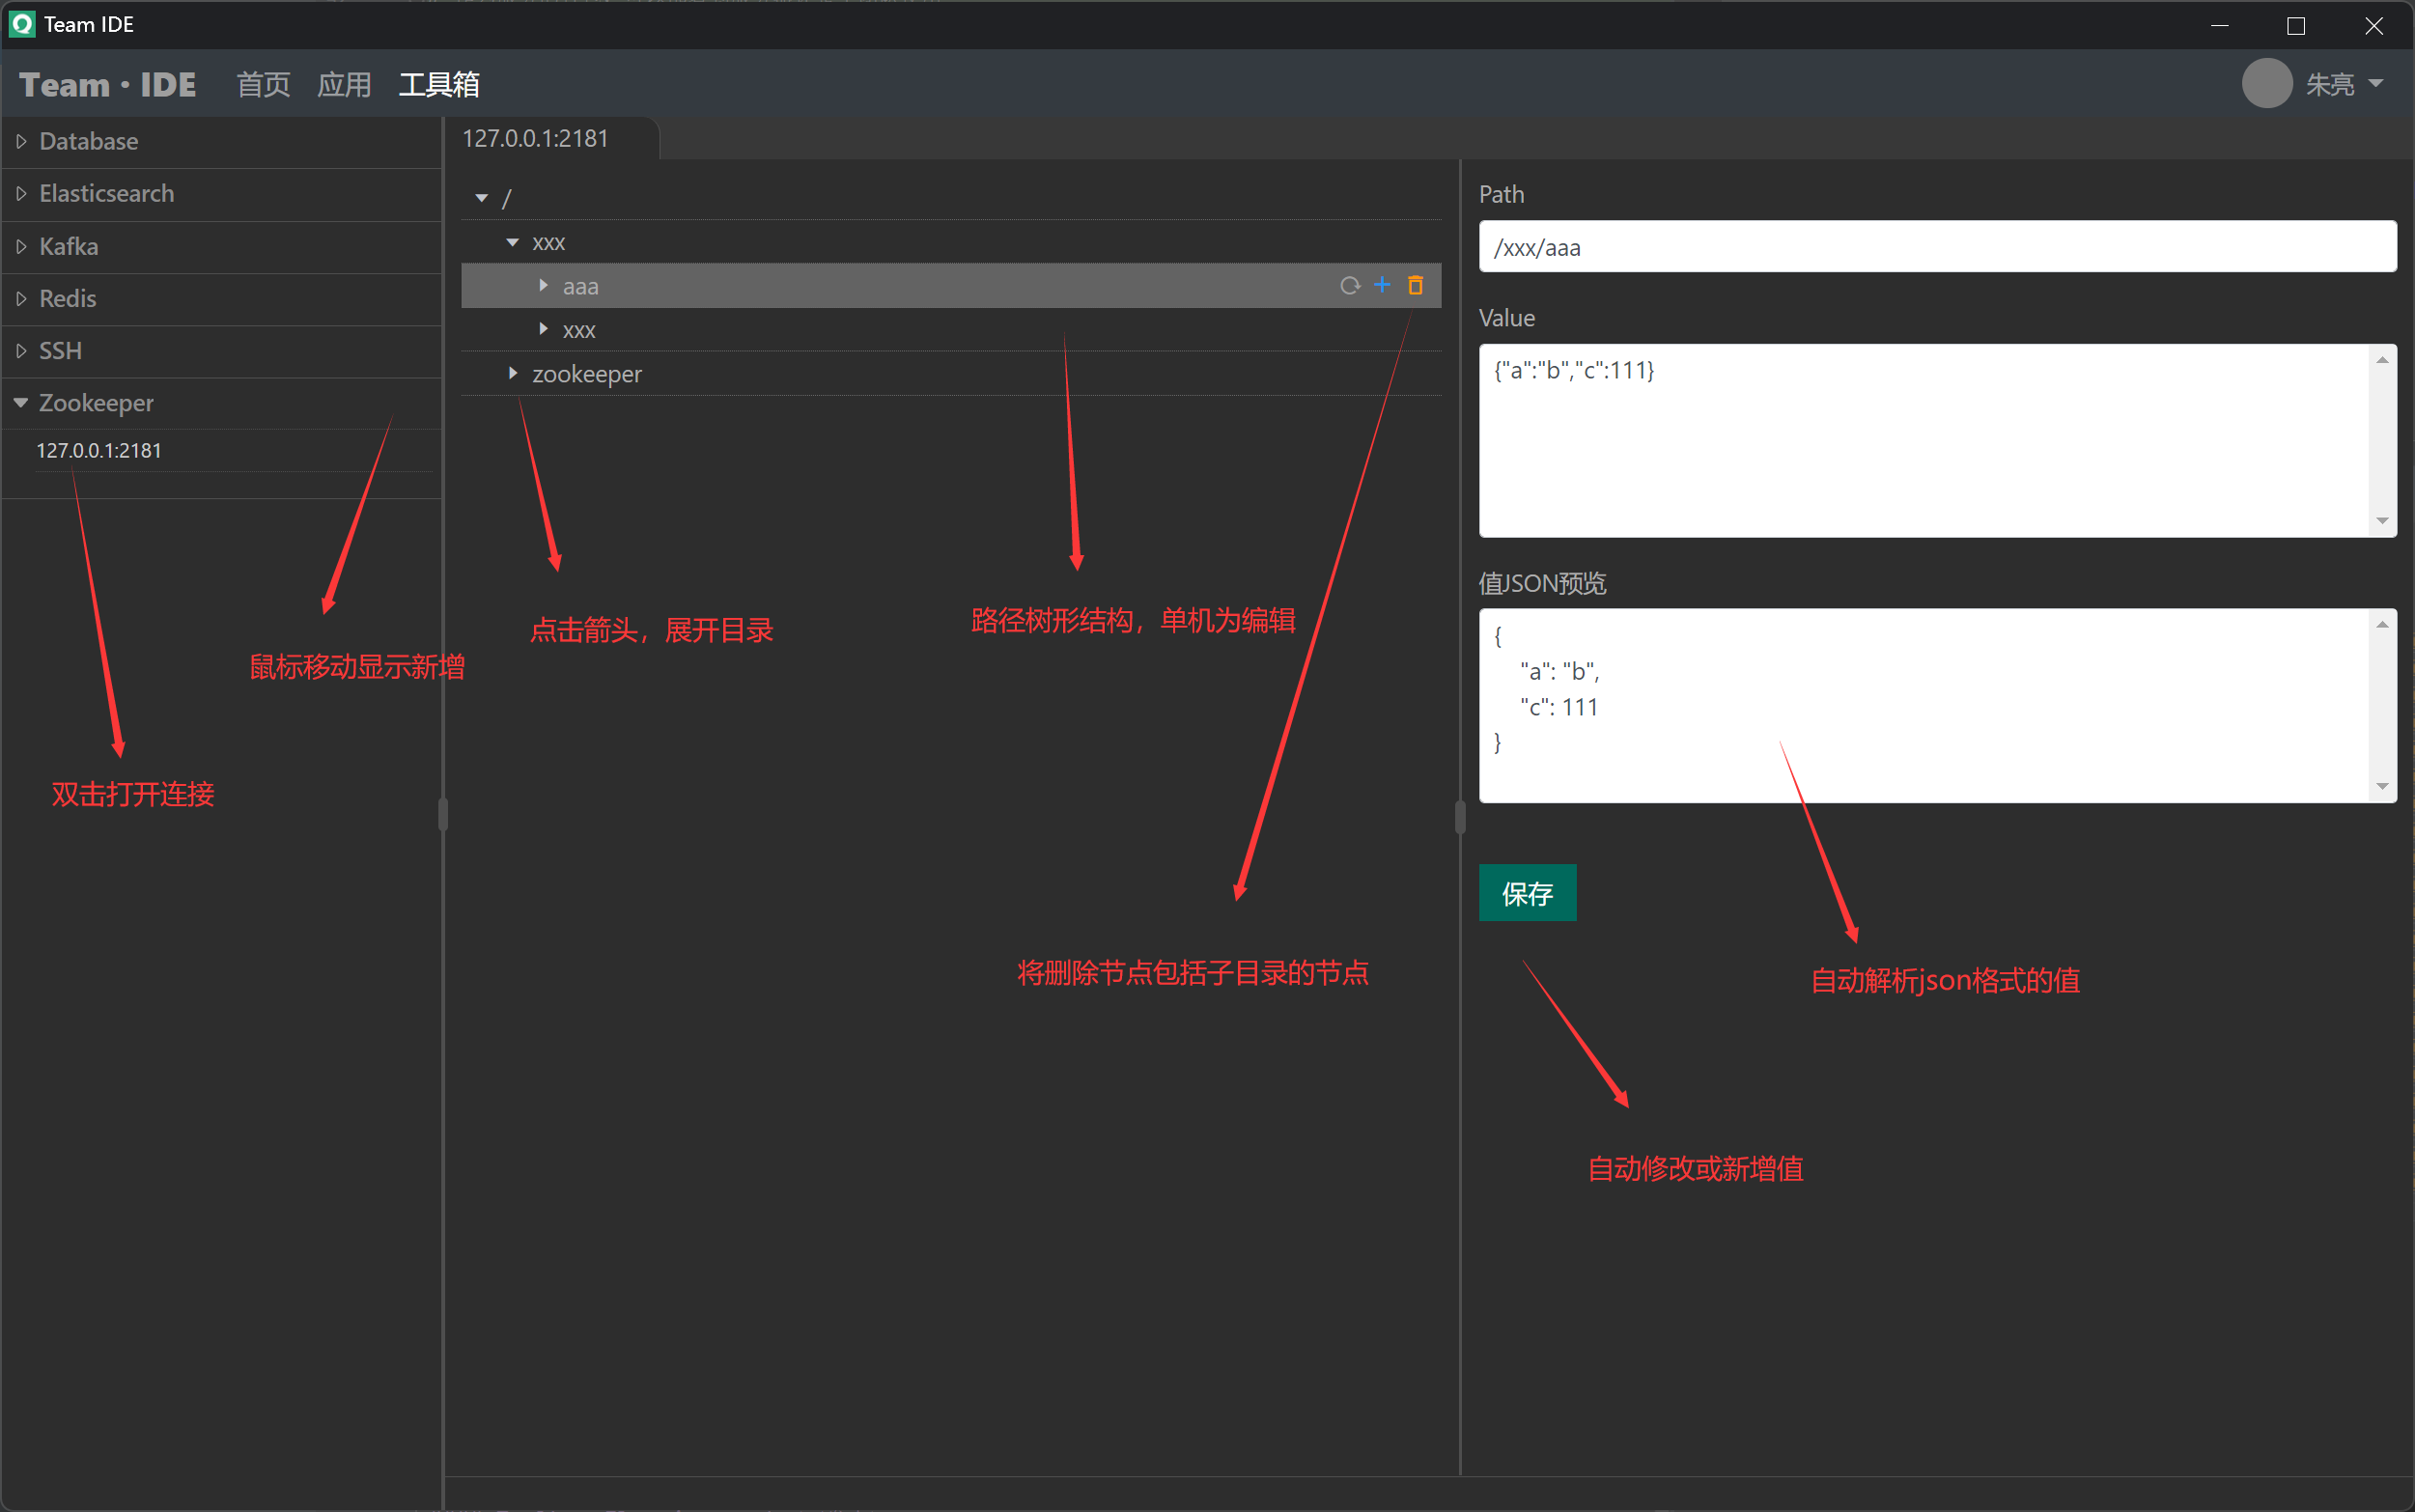 Team IDE
Team · IDE 首页 应用 工具箱 朱亮
Database
Elasticsearch
Kafka
Redis
SSH
Zookeeper
127.0.0.1:2181
鼠标移动显示新增
双击打开连接
127.0.0.1:2181
/
xxx
aaa
xxx
zookeeper
点击箭头，展开目录
路径树形结构，单机为编辑
将删除节点包括子目录的节点
Path
/xxx/aaa
Value
{"a":"b","c":111}
值JSON预览
{
"a": "b",
"c": 111
}
保存
自动解析json格式的值
自动修改或新增值